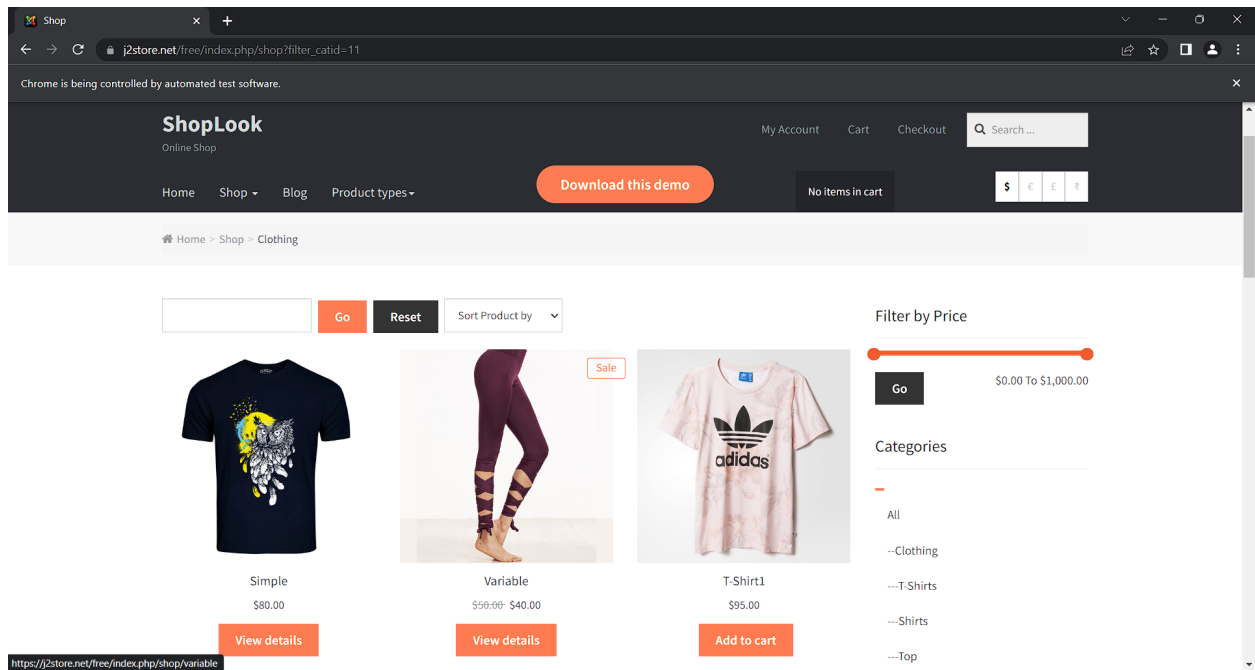 Shop
j2store.net/free/index.php/shop?filter_catid=11
Chrome is being controlled by automated test software.
ShopLook
Online Shop
My Account Cart Checkout Search ...
Home Shop Blog Product types
Download this demo
No items in cart
$ € £ ₹
Home > Shop > Clothing
Go Reset Sort Product by
Filter by Price
Go $0.00 To $1,000.00
Categories
All
--Clothing
---T-Shirts
---Shirts
---Top
Sale
adidas
Simple Variable T-Shirt1
$80.00 $50.00 $40.00 $95.00
View details View details Add to cart
https://j2store.net/free/index.php/shop/variable